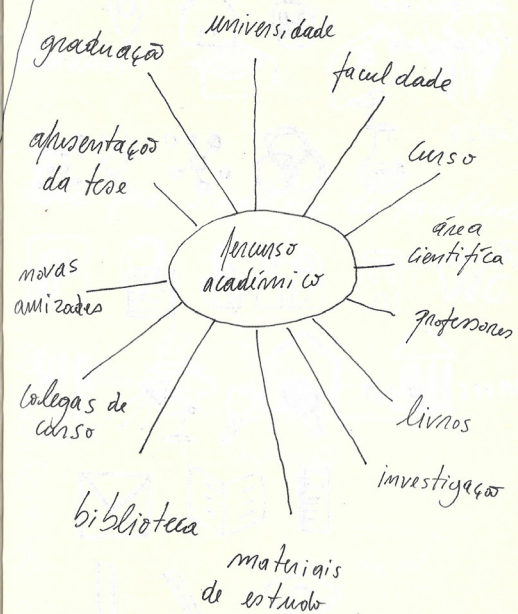 universidade
graduação
faculdade
apresentação
da tese
curso
percurso
académico
área
científica
novas
amizades
professores
colegas de
curso
livros
investigação
biblioteca
materiais
de estudo